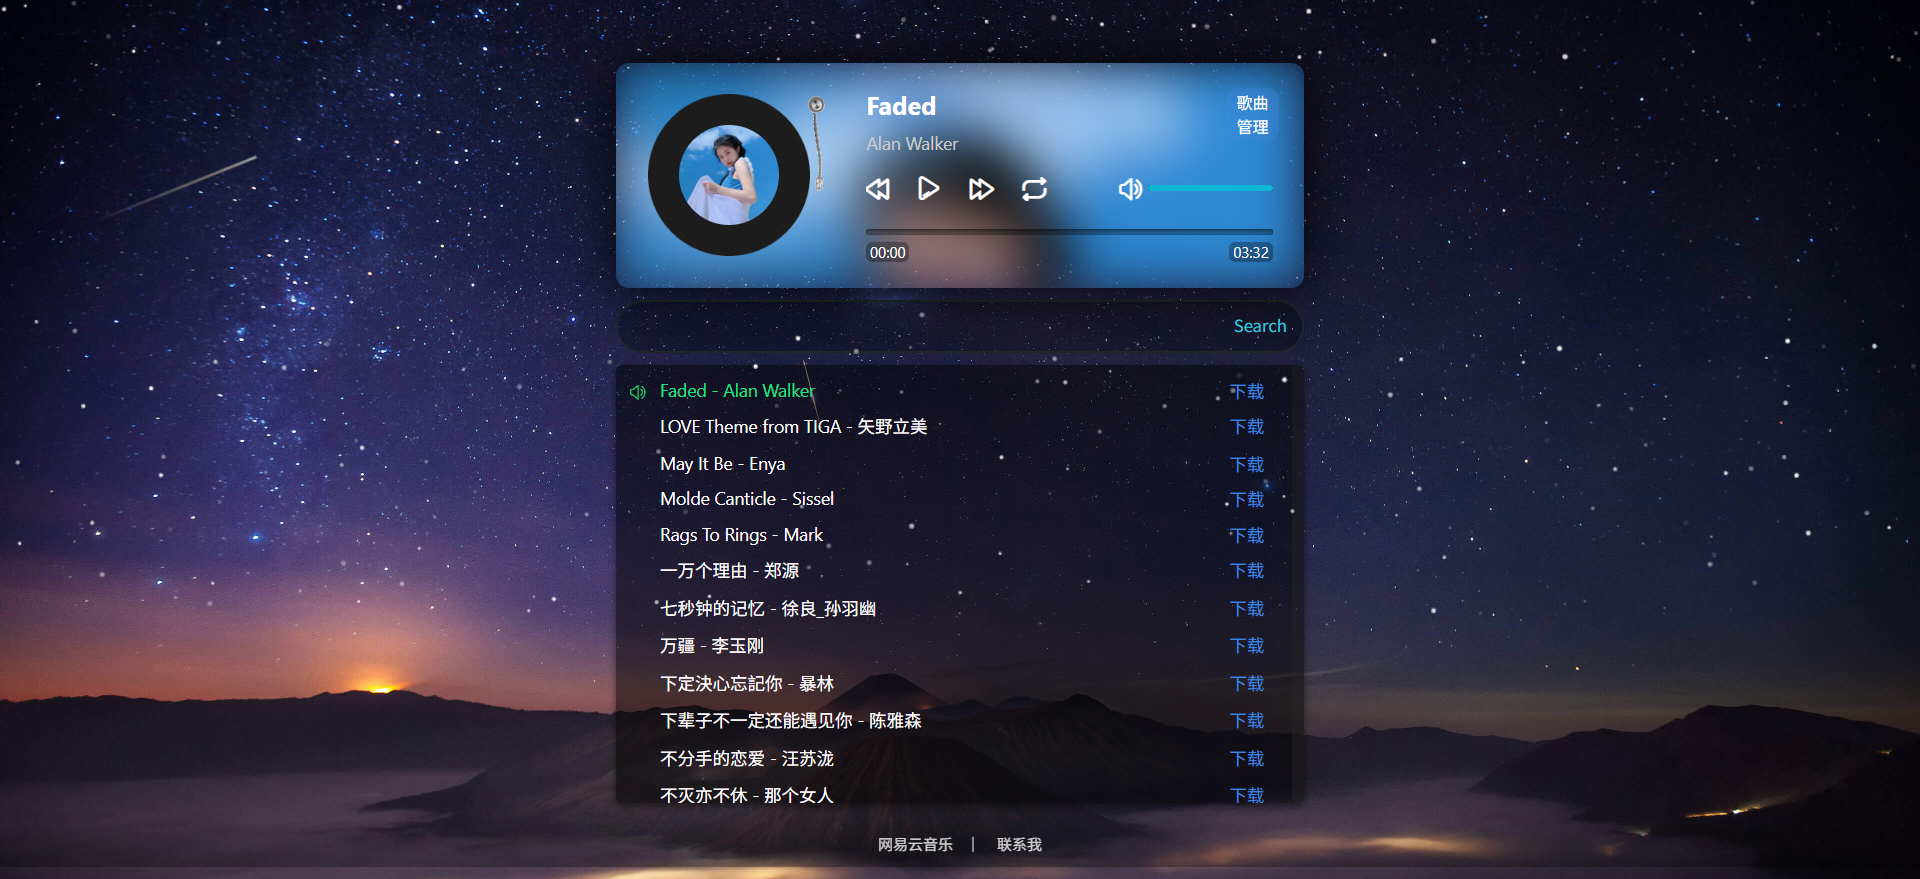 Faded
歌曲
管理
Alan Walker
00:00
03:32
Search
Faded - Alan Walker 下载
LOVE Theme from TIGA - 矢野立美 下载
May It Be - Enya 下载
Molde Canticle - Sissel 下载
Rags To Rings - Mark 下载
一万个理由 - 郑源 下载
七秒钟的记忆 - 徐良_孙羽幽 下载
万疆 - 李玉刚 下载
下定決心忘記你 - 暴林 下载
下辈子不一定还能遇见你 - 陈雅森 下载
不分手的恋爱 - 汪苏泷 下载
不灭亦不休 - 那个女人 下载
网易云音乐 | 联系我